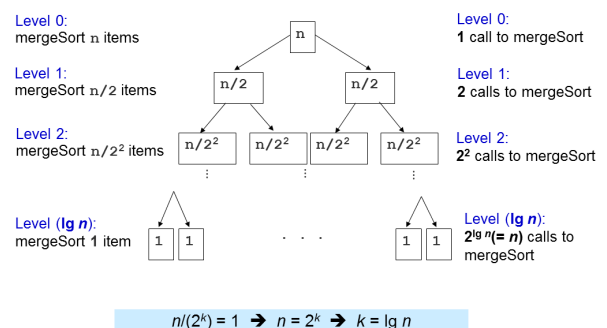 Level 0:
mergeSort n items
n
Level 0:
1 call to mergeSort
Level 1:
mergeSort n/2 items
n/2 n/2
Level 1:
2 calls to mergeSort
Level 2:
mergeSort n/2² items
n/2² n/2² n/2² n/2²
Level 2:
2² calls to mergeSort
⋮ ⋮
Level (lg n):
mergeSort 1 item
1 1 . . . 1 1
Level (lg n):
2^lg n(= n) calls to
mergeSort
n/(2ᵏ) = 1 ➔ n = 2ᵏ ➔ k = lg n